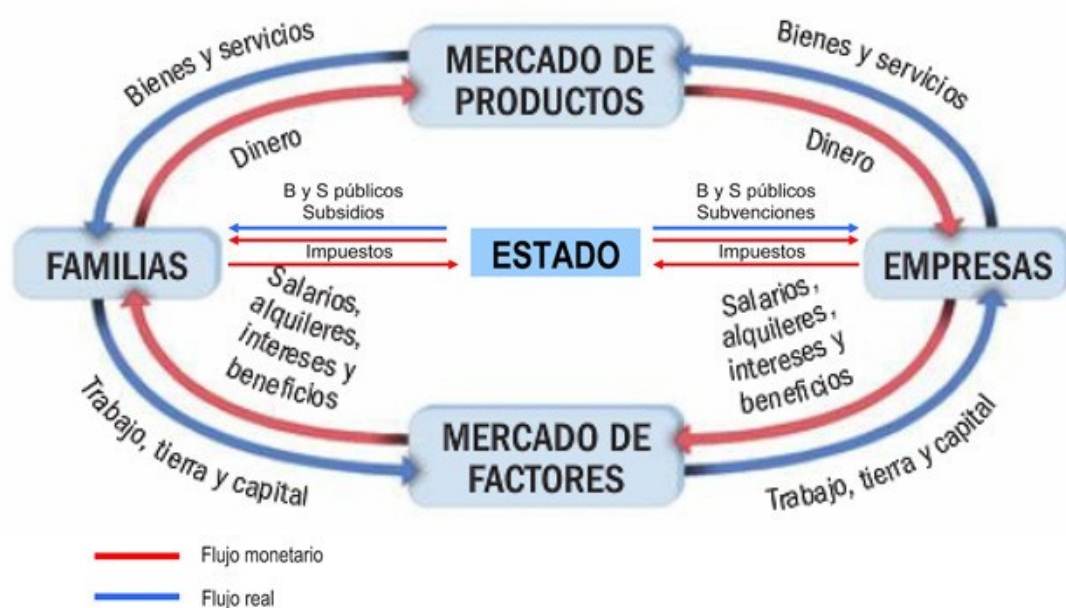 Bienes y servicios
MERCADO DE
PRODUCTOS
Bienes y servicios
Dinero
Dinero
B y S públicos
Subsidios
B y S públicos
Subvenciones
FAMILIAS
Impuestos
ESTADO
Impuestos
EMPRESAS
Salarios,
alquileres,
intereses y
beneficios
Salarios,
alquileres,
intereses y
beneficios
Trabajo, tierra y capital
MERCADO DE
FACTORES
Trabajo, tierra y capital
Flujo monetario
Flujo real